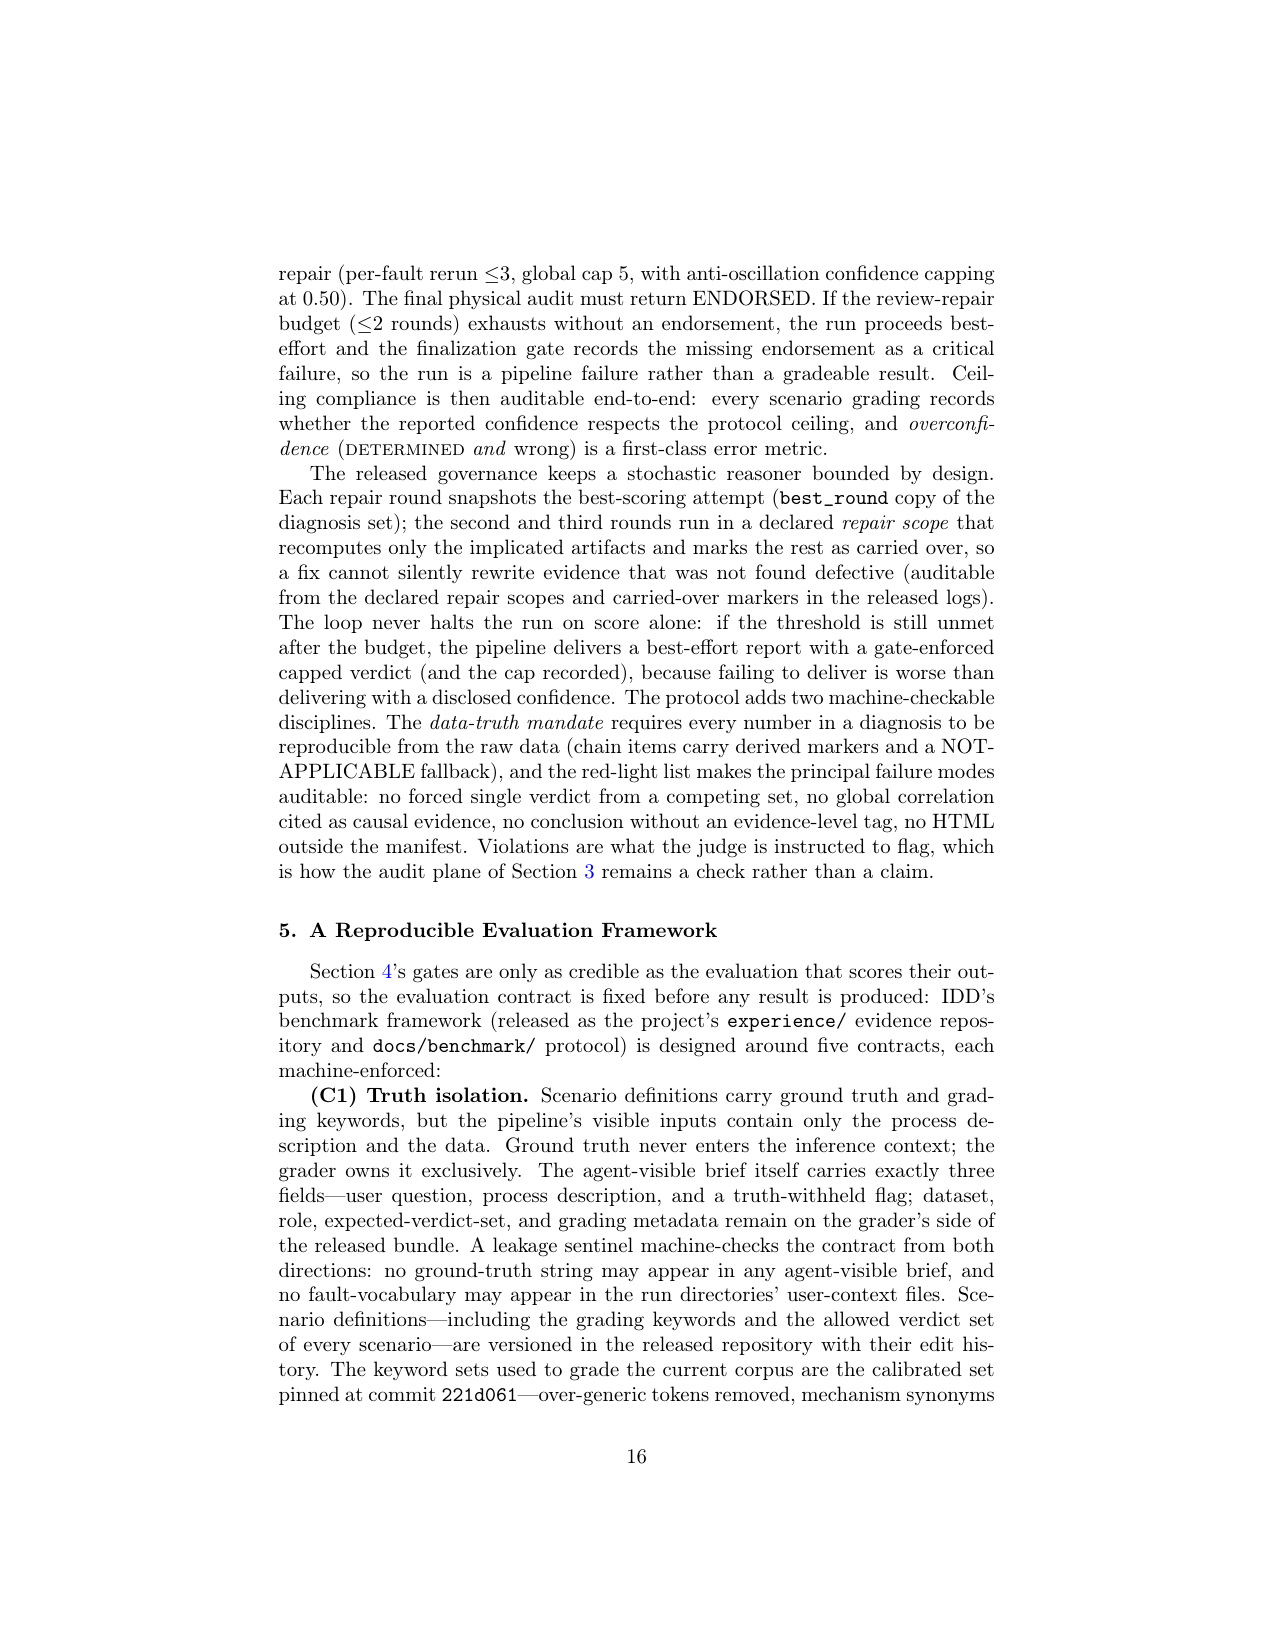 repair (per-fault rerun ≤3, global cap 5, with anti-oscillation confidence capping
at 0.50). The final physical audit must return ENDORSED. If the review-repair
budget (≤2 rounds) exhausts without an endorsement, the run proceeds best-
effort and the finalization gate records the missing endorsement as a critical
failure, so the run is a pipeline failure rather than a gradeable result. Ceil-
ing compliance is then auditable end-to-end: every scenario grading records
whether the reported confidence respects the protocol ceiling, and overconfi-
dence (DETERMINED and wrong) is a first-class error metric.
The released governance keeps a stochastic reasoner bounded by design.
Each repair round snapshots the best-scoring attempt (best_round copy of the
diagnosis set); the second and third rounds run in a declared repair scope that
recomputes only the implicated artifacts and marks the rest as carried over, so
a fix cannot silently rewrite evidence that was not found defective (auditable
from the declared repair scopes and carried-over markers in the released logs).
The loop never halts the run on score alone: if the threshold is still unmet
after the budget, the pipeline delivers a best-effort report with a gate-enforced
capped verdict (and the cap recorded), because failing to deliver is worse than
delivering with a disclosed confidence. The protocol adds two machine-checkable
disciplines. The data-truth mandate requires every number in a diagnosis to be
reproducible from the raw data (chain items carry derived markers and a NOT-
APPLICABLE fallback), and the red-light list makes the principal failure modes
auditable: no forced single verdict from a competing set, no global correlation
cited as causal evidence, no conclusion without an evidence-level tag, no HTML
outside the manifest. Violations are what the judge is instructed to flag, which
is how the audit plane of Section 3 remains a check rather than a claim.
5. A Reproducible Evaluation Framework
Section 4's gates are only as credible as the evaluation that scores their out-
puts, so the evaluation contract is fixed before any result is produced: IDD's
benchmark framework (released as the project's experience/ evidence repos-
itory and docs/benchmark/ protocol) is designed around five contracts, each
machine-enforced:
(C1) Truth isolation. Scenario definitions carry ground truth and grad-
ing keywords, but the pipeline's visible inputs contain only the process de-
scription and the data. Ground truth never enters the inference context; the
grader owns it exclusively. The agent-visible brief itself carries exactly three
fields—user question, process description, and a truth-withheld flag; dataset,
role, expected-verdict-set, and grading metadata remain on the grader's side of
the released bundle. A leakage sentinel machine-checks the contract from both
directions: no ground-truth string may appear in any agent-visible brief, and
no fault-vocabulary may appear in the run directories' user-context files. Sce-
nario definitions—including the grading keywords and the allowed verdict set
of every scenario—are versioned in the released repository with their edit his-
tory. The keyword sets used to grade the current corpus are the calibrated set
pinned at commit 221d061—over-generic tokens removed, mechanism synonyms
16